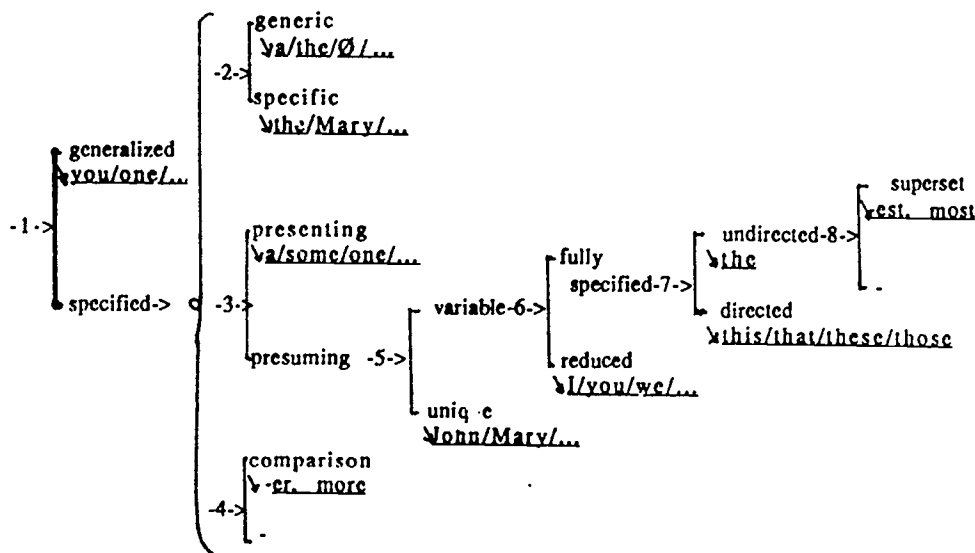 generic
a/the/Ø/...
-2->
specific
the/Mary/...
generalized
you/one/...
-1->
specified->
presenting
a/some/one/...
-3->
presuming -5->
variable-6->
fully
specified-7->
undirected-8->
the
superset
est. most
-
directed
this/that/these/those
reduced
I/you/we/...
uniq e
John/Mary/...
comparison
-er. more
-4->
-